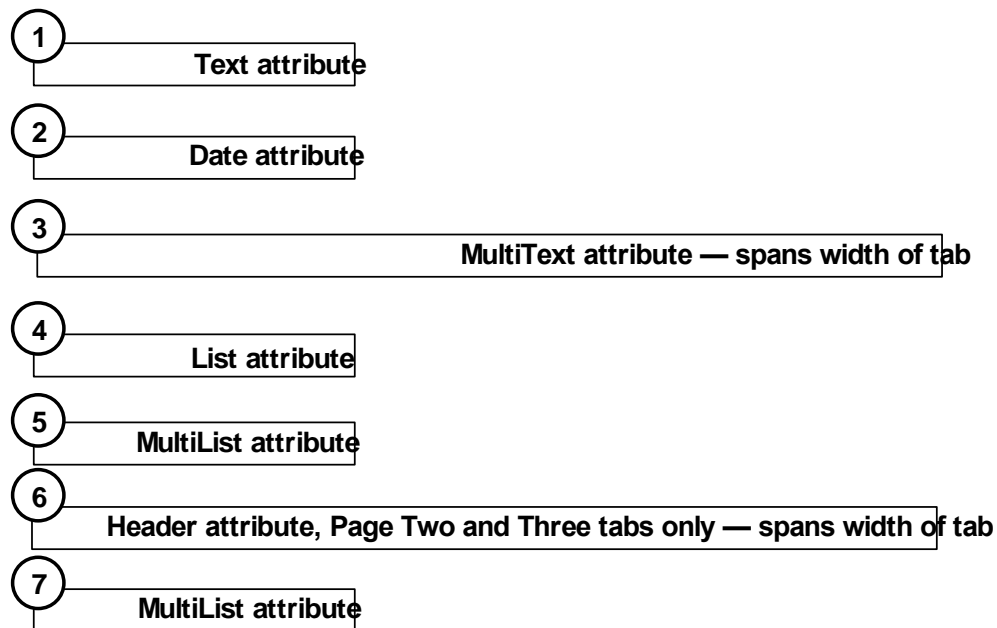 1
Text attribute
2
Date attribute
3
MultiText attribute — spans width of tab
4
List attribute
5
MultiList attribute
6
Header attribute, Page Two and Three tabs only — spans width of tab
7
MultiList attribute